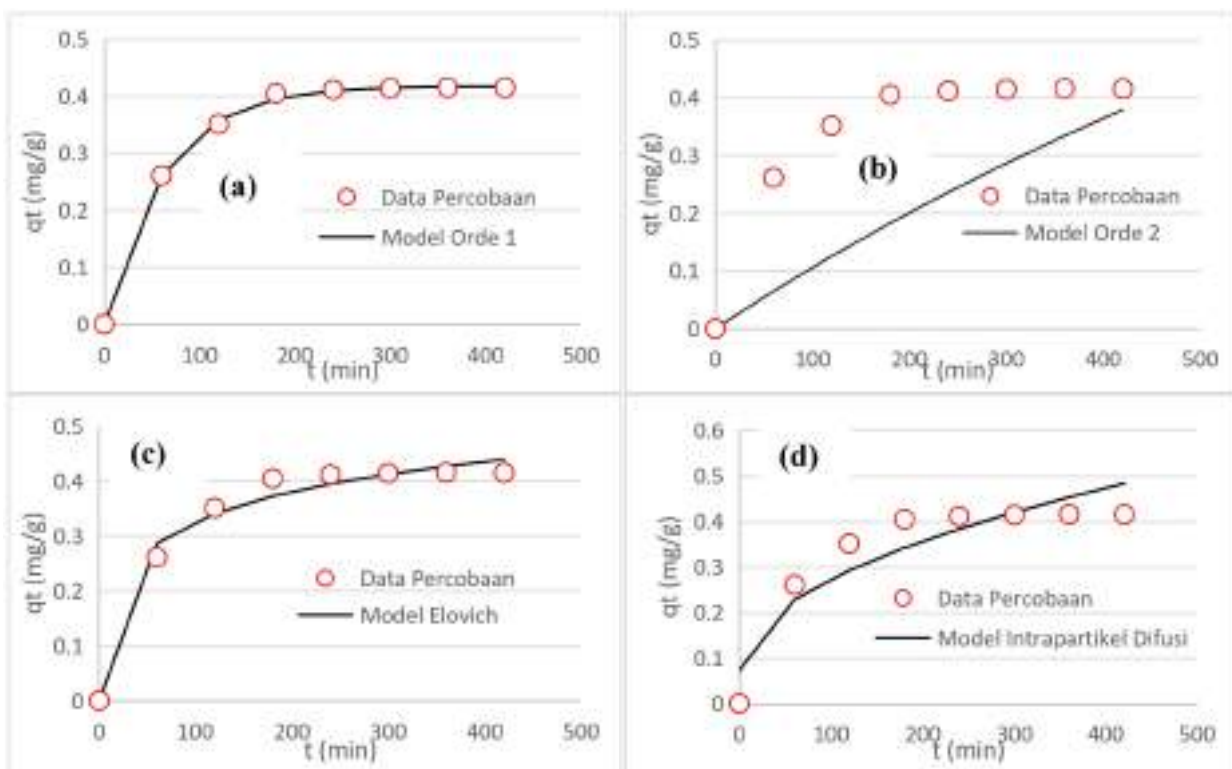 0.5
0.4
0.3
0.2
0.1
0
qt (mg/g)
(a)
Data Percobaan
Model Orde 1
0 100 200 300 400 500
t (min)
0.5
0.4
0.3
0.2
0.1
0
qt (mg/g)
(b)
Data Percobaan
Model Orde 2
0 100 200 300 400 500
t (min)
0.5
0.4
0.3
0.2
0.1
0
qt (mg/g)
(c)
Data Percobaan
Model Elovich
0 100 200 300 400 500
t (min)
0.6
0.5
0.4
0.3
0.2
0.1
0
qt (mg/g)
(d)
Data Percobaan
Model Intrapartikel Difusi
0 100 200 300 400 500
t (min)